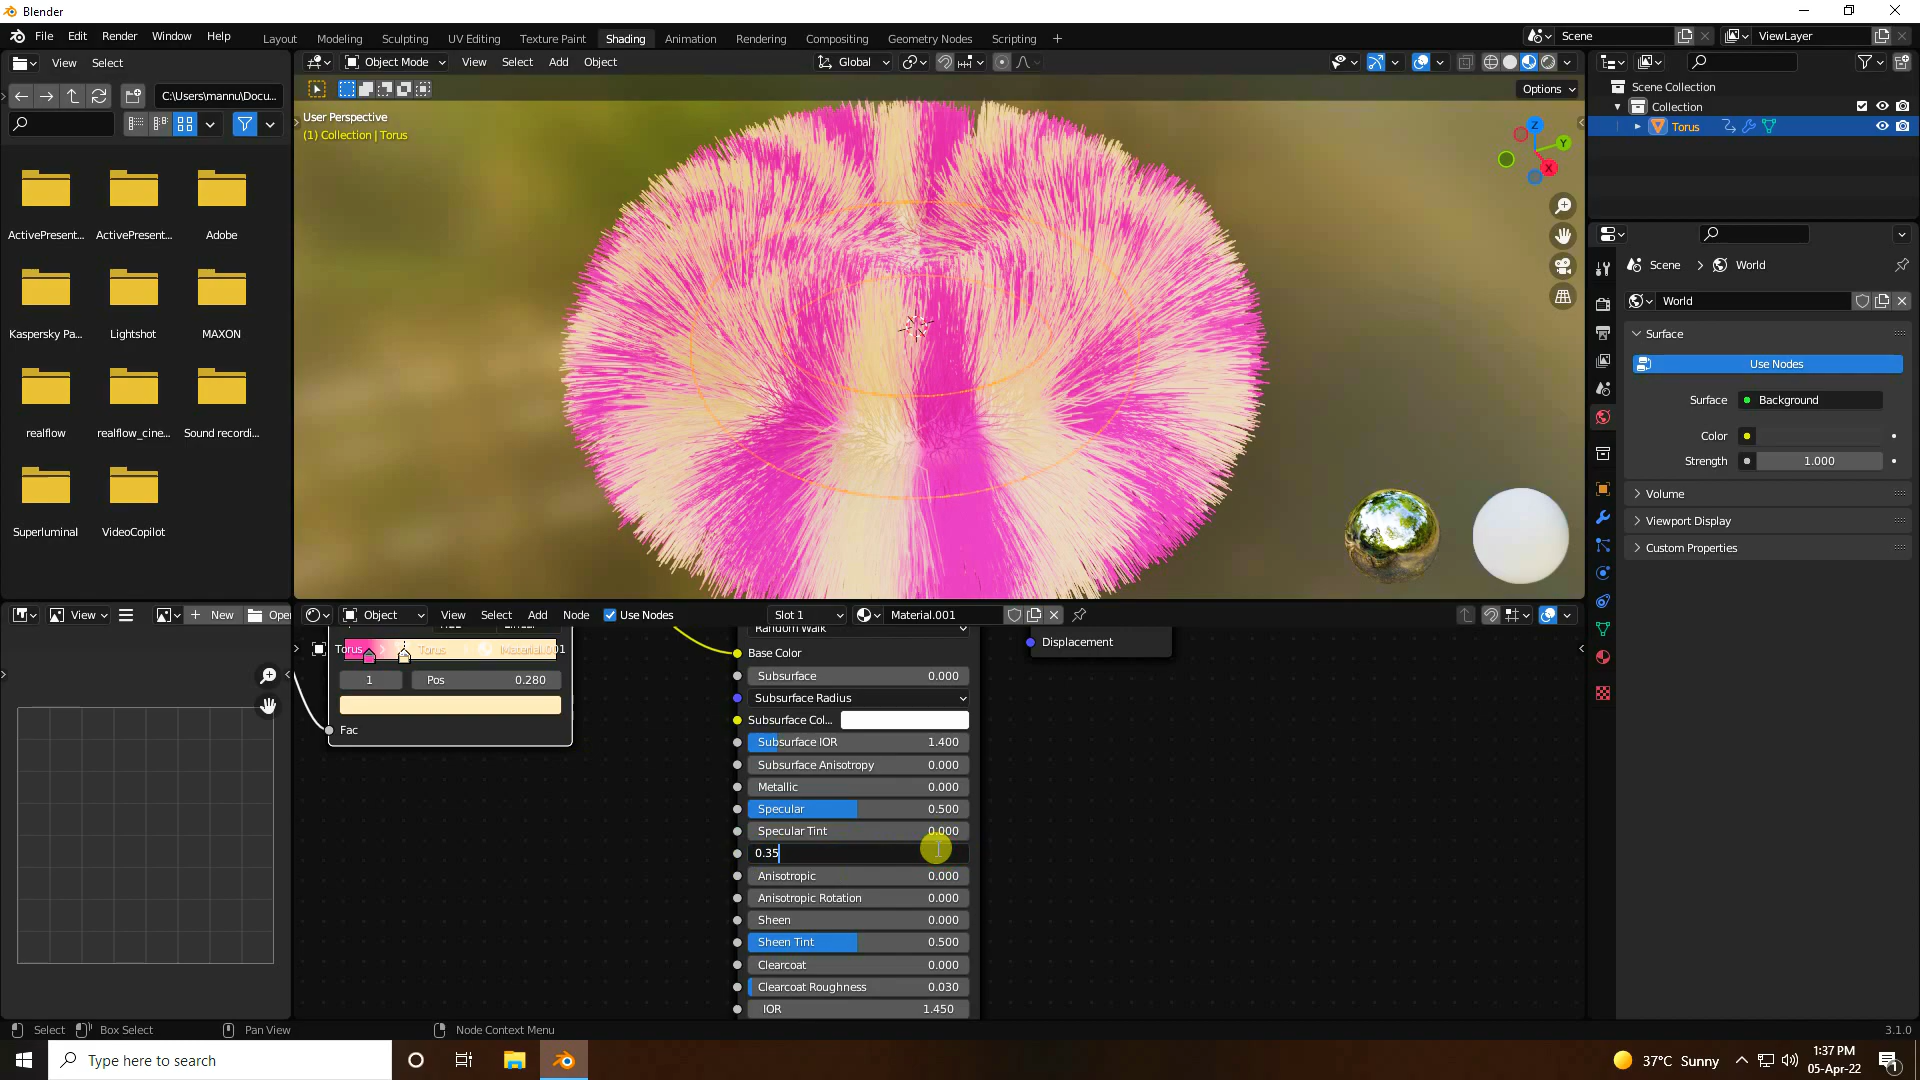 Blender
File Edit Render Window Help
Layout Modeling Sculpting UV Editing Texture Paint Shading Animation Rendering Compositing Geometry Nodes Scripting +
Scene
ViewLayer
View Select
Object Mode View Select Add Object
Global
C:\Users\mannu\Docu...
Options
User Perspective
(1) Collection | Torus
Z
Y
X
Scene Collection
Collection
Torus
ActivePresent... ActivePresent... Adobe
Kaspersky Pa... Lightshot MAXON
realflow realflow_cine... Sound recordi...
Superluminal VideoCopilot
Scene > World
World
Surface
Use Nodes
Surface Background
Color
Strength 1.000
Volume
Viewport Display
Custom Properties
View + New Open
Object View Select Add Node Use Nodes Slot 1 Material.001
Torus Torus Material.001
1 Pos 0.280
Fac
Random Walk
Base Color
Subsurface 0.000
Subsurface Radius
Subsurface Col...
Subsurface IOR 1.400
Subsurface Anisotropy 0.000
Metallic 0.000
Specular 0.500
Specular Tint 0.000
0.35
Anisotropic 0.000
Anisotropic Rotation 0.000
Sheen 0.000
Sheen Tint 0.500
Clearcoat 0.000
Clearcoat Roughness 0.030
IOR 1.450
Displacement
Select Box Select Pan View Node Context Menu 3.1.0
Type here to search
37°C Sunny
1:37 PM
05-Apr-22
1